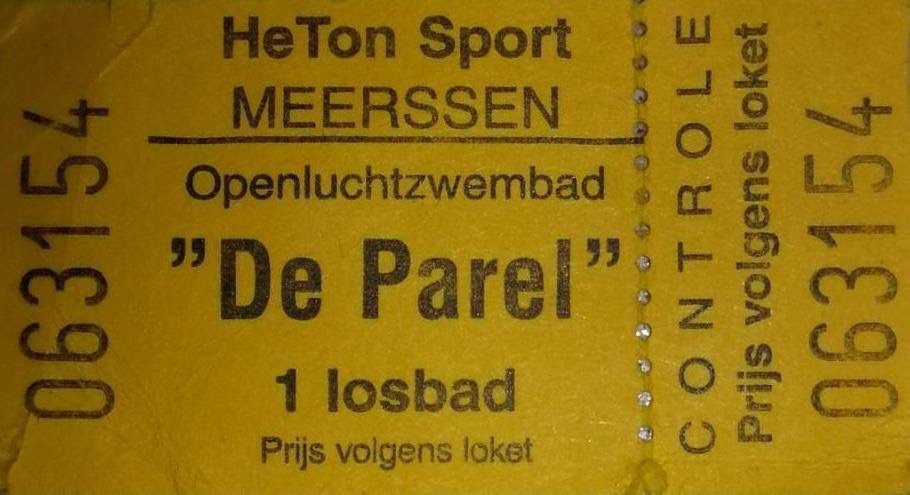 063154
HeTon Sport
MEERSSEN
Openluchtzwembad
”De Parel”
1 losbad
Prijs volgens loket
CONTROLE
Prijs volgens loket
063154